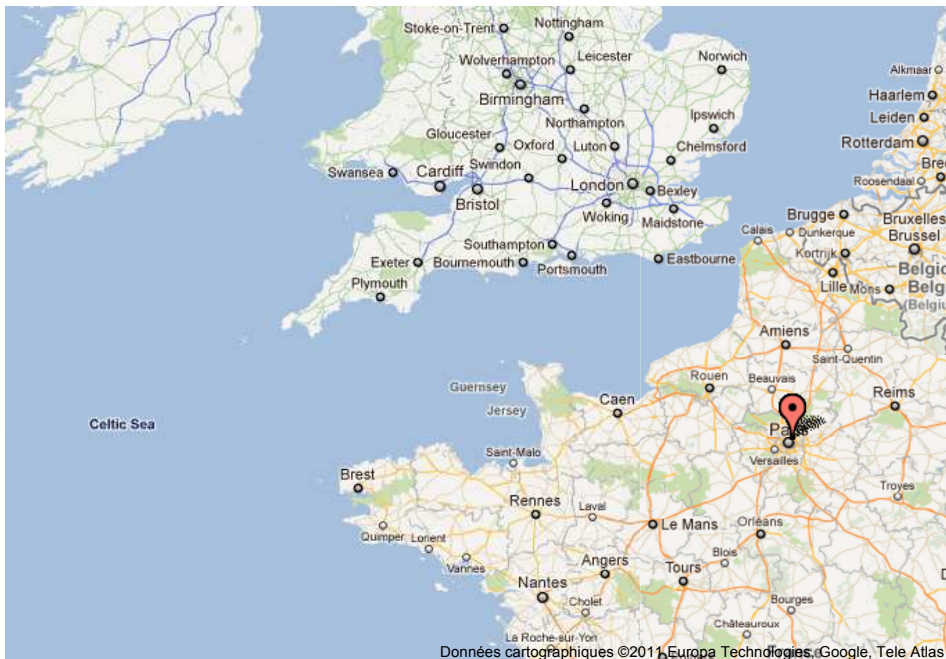 Nottingham
Stoke-on-Trent
Norwich
Leicester
Wolverhampton
Alkmaar
Birmingham
Haarlem
Northampton
Ipswich
Leiden
Gloucester
Oxford
Luton
Chelmsford
Rotterdam
Swansea
Cardiff
Swindon
London
Bexley
Roosendaal
Bristol
Woking
Maidstone
Brugge
Bruxelles
Calais
Dunkerque
Brussel
Southampton
Kortrijk
Exeter
Bournemouth
Portsmouth
Eastbourne
Plymouth
Lille
Mons
Amiens
Saint-Quentin
Guernsey
Rouen
Beauvais
Reims
Jersey
Caen
Celtic Sea
Saint-Malo
Versailles
Brest
Troyes
Rennes
Laval
Le Mans
Orléans
Quimper
Lorient
Vannes
Angers
Blois
Tours
Nantes
Cholet
Bourges
Châteauroux
La Roche-sur-Yon
Données cartographiques ©2011 Europa Technologies, Google, Tele Atlas